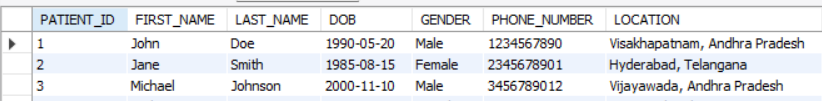 PATIENT_ID FIRST_NAME LAST_NAME DOB GENDER PHONE_NUMBER LOCATION
1 John Doe 1990-05-20 Male 1234567890 Visakhapatnam, Andhra Pradesh
2 Jane Smith 1985-08-15 Female 2345678901 Hyderabad, Telangana
3 Michael Johnson 2000-11-10 Male 3456789012 Vijayawada, Andhra Pradesh